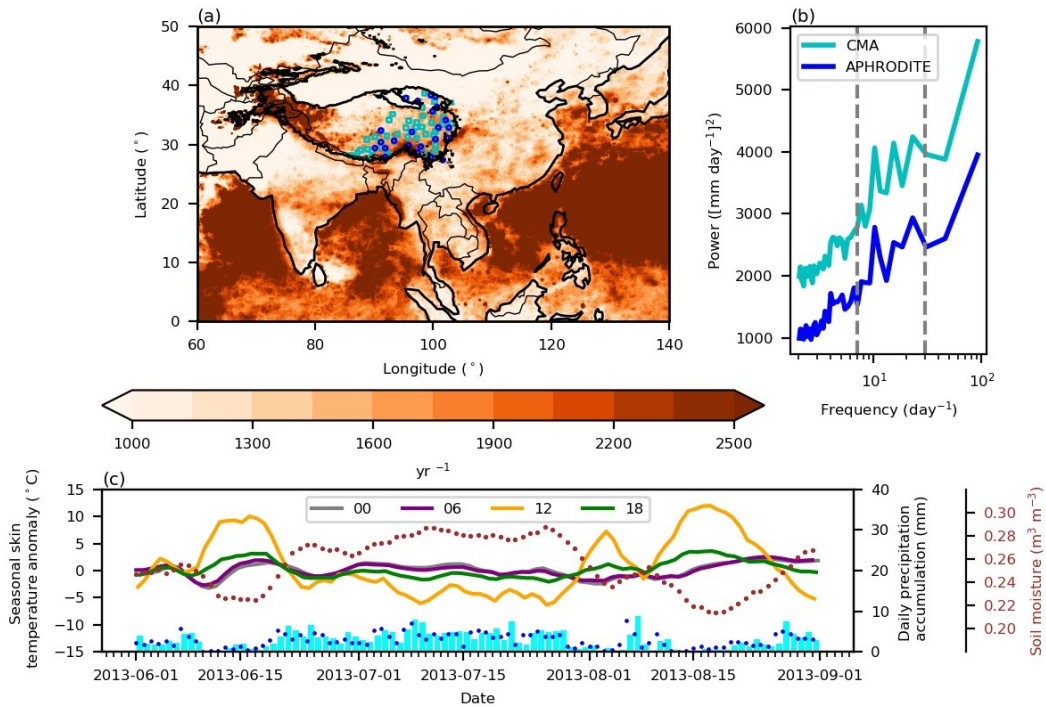 (a)
50
40
30
20
10
0
Latitude (°)
60 80 100 120 140
Longitude (°)
(b)
CMA
APHRODITE
6000
5000
4000
3000
2000
1000
Power ([mm day⁻¹]²)
10¹ 10²
Frequency (day⁻¹)
1000 1300 1600 1900 2200 2500
yr ⁻¹
(c)
00 06 12 18
15
10
5
0
−5
−10
−15
Seasonal skin
temperature anomaly (°C)
40
30
20
10
0
Daily precipitation
accumulation (mm)
0.30
0.28
0.26
0.24
0.22
0.20
Soil moisture (m³ m⁻³)
2013-06-01 2013-06-15 2013-07-01 2013-07-15 2013-08-01 2013-08-15 2013-09-01
Date